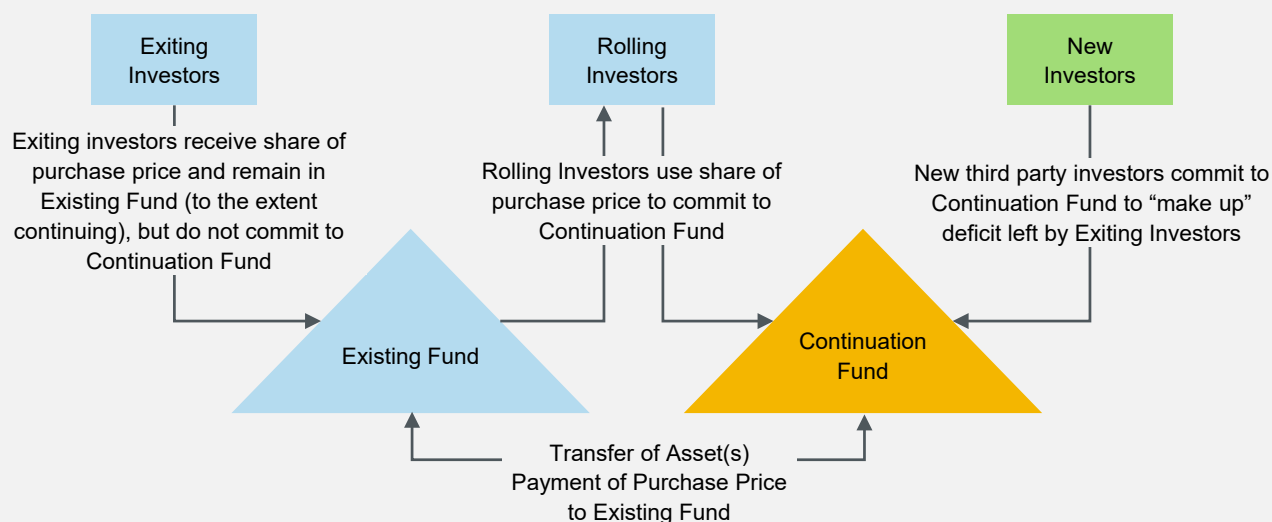 Exiting
Investors
Rolling
Investors
New
Investors
Exiting investors receive share of
purchase price and remain in
Existing Fund (to the extent
continuing), but do not commit to
Continuation Fund
Rolling Investors use share of
purchase price to commit to
Continuation Fund
New third party investors commit to
Continuation Fund to “make up”
deficit left by Exiting Investors
Existing Fund
Continuation
Fund
Transfer of Asset(s)
Payment of Purchase Price
to Existing Fund